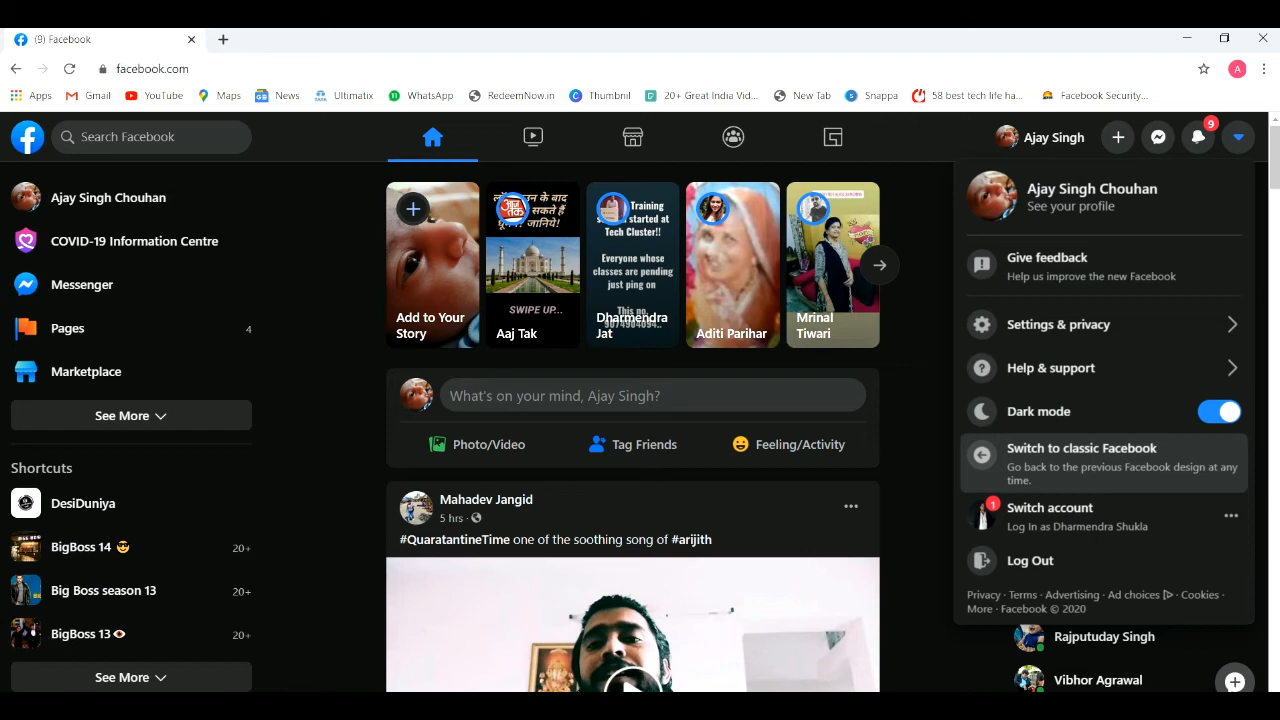 (9) Facebook
facebook.com
A
Apps
Gmail
YouTube
Maps
News
Ultimatix
WhatsApp
RedeemNow.in
Thumbnil
20+ Great India Vid...
New Tab
Snappa
58 best tech life ha...
Facebook Security...
Search Facebook
Ajay Singh
9
Ajay Singh Chouhan
COVID-19 Information Centre
Messenger
Pages
4
Marketplace
See More
Shortcuts
DesiDuniya
BigBoss 14 😎
20+
Big Boss season 13
20+
BigBoss 13👁
20+
See More
Add to Your
Story
आज तक
SWIPE UP...
Aaj Tak
Training
started at
Tech Cluster!!
Everyone whose
classes are pending
just ping on
This no.
Dharmendra
Jat
Aditi Parihar
Mrinal
Tiwari
What's on your mind, Ajay Singh?
Photo/Video
Tag Friends
Feeling/Activity
Mahadev Jangid
5 hrs ·
#QuaratantineTime one of the soothing song of #arijith
Ajay Singh Chouhan
See your profile
Give feedback
Help us improve the new Facebook
Settings & privacy
Help & support
Dark mode
Switch to classic Facebook
Go back to the previous Facebook design at any
time.
1
Switch account
Log In as Dharmendra Shukla
Log Out
Privacy · Terms · Advertising · Ad choices · Cookies ·
More · Facebook © 2020
Rajputuday Singh
Vibhor Agrawal